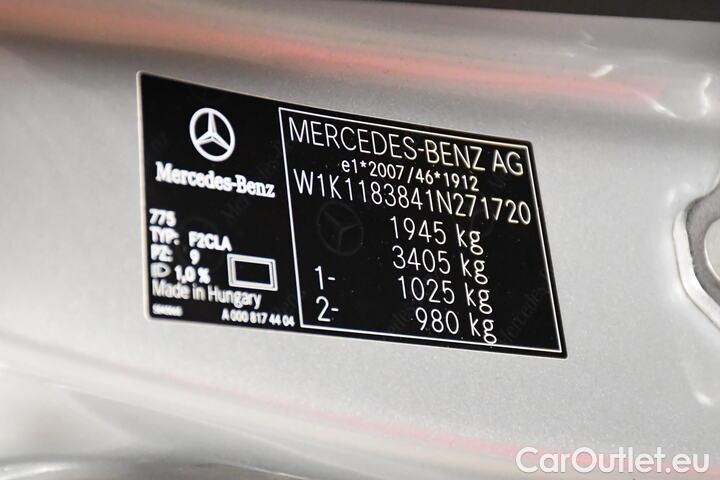 Mercedes-Benz
775
TYP: F2CLA
PZ: 9
1,0 %
Made in Hungary
A 000 817 44 04
MERCEDES-BENZ AG
e1*2007/46*1912
W1K1183841N271720
1945 kg
3405 kg
1- 1025 kg
2- 980 kg
CarOutlet.eu